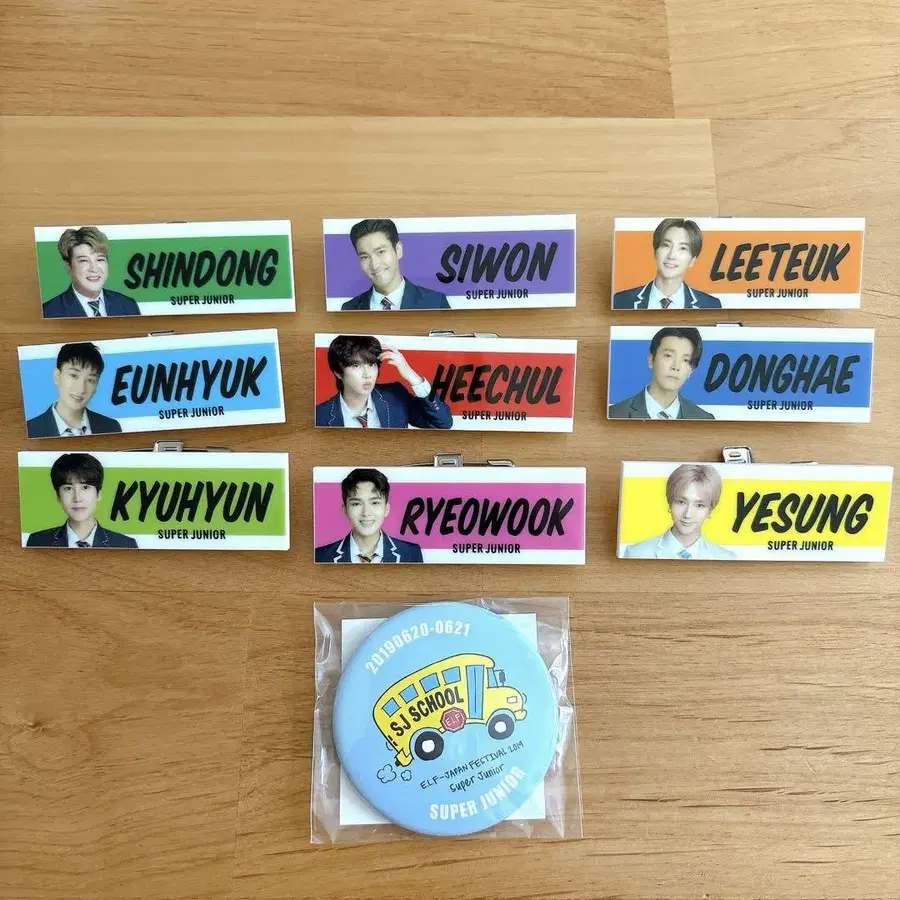 SHINDONG
SUPER JUNIOR
SIWON
SUPER JUNIOR
LEETEUK
SUPER JUNIOR
EUNHYUK
SUPER JUNIOR
HEECHUL
SUPER JUNIOR
DONGHAE
SUPER JUNIOR
KYUHYUN
SUPER JUNIOR
RYEOWOOK
SUPER JUNIOR
YESUNG
SUPER JUNIOR
20190620-0621
SJ SCHOOL
E.L.F
E.L.F-JAPAN FESTIVAL 2019
Super Junior
SUPER JUNIOR